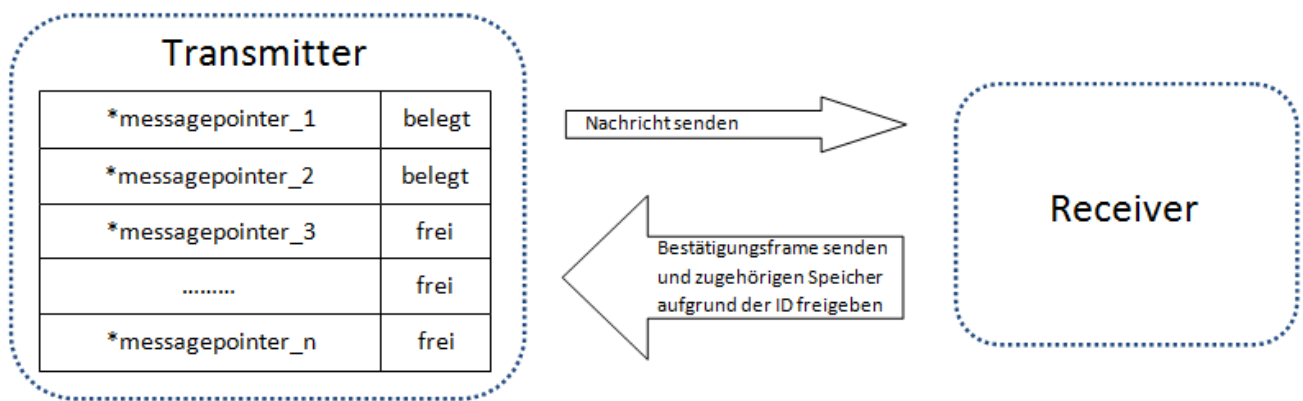 Transmitter
*messagepointer_1 belegt
*messagepointer_2 belegt
*messagepointer_3 frei
......... frei
*messagepointer_n frei
Nachricht senden
Bestätigungsframe senden
und zugehörigen Speicher
aufgrund der ID freigeben
Receiver